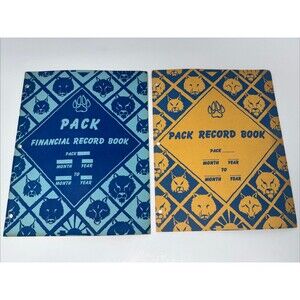 PACK
FINANCIAL RECORD BOOK
PACK
MONTH YEAR
TO
MONTH YEAR
PACK RECORD BOOK
PACK
MONTH YEAR
TO
MONTH YEAR